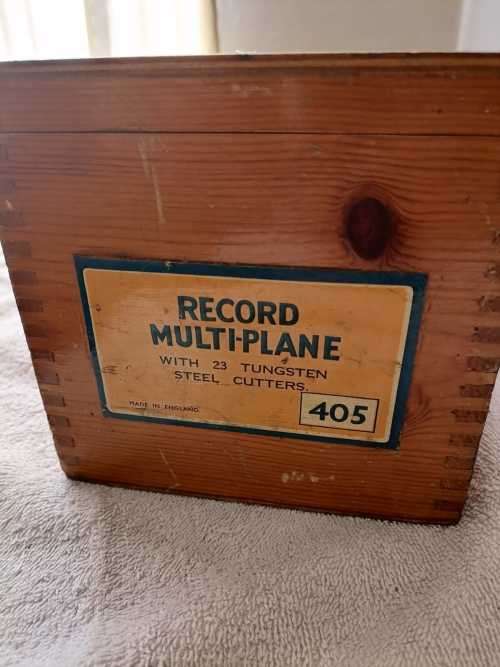 RECORD
MULTI-PLANE
WITH 23 TUNGSTEN
STEEL CUTTERS.
MADE IN ENGLAND
405